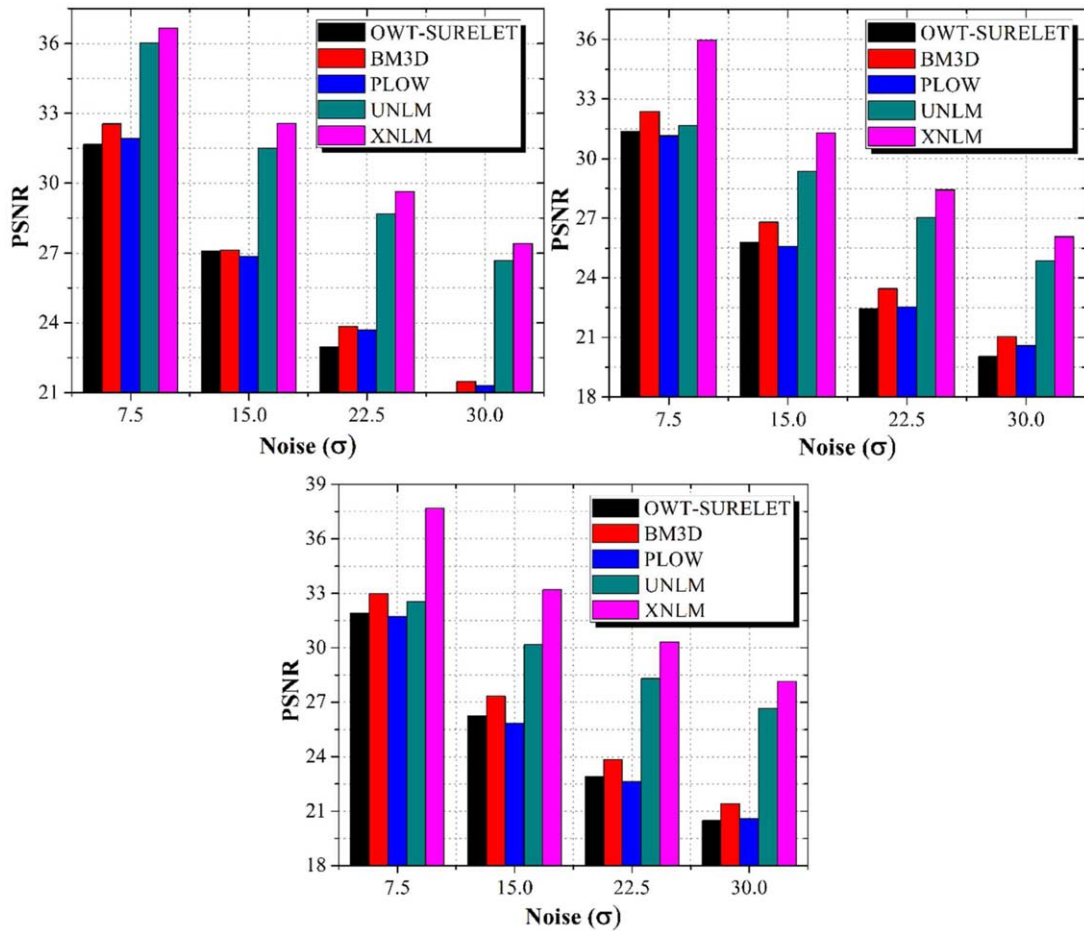 OWT-SURELET
BM3D
PLOW
UNLM
XNLM
36
33
30
27
24
21
PSNR
7.5 15.0 22.5 30.0
Noise (σ)
OWT-SURELET
BM3D
PLOW
UNLM
XNLM
36
33
30
27
24
21
18
PSNR
7.5 15.0 22.5 30.0
Noise (σ)
OWT-SURELET
BM3D
PLOW
UNLM
XNLM
39
36
33
30
27
24
21
18
PSNR
7.5 15.0 22.5 30.0
Noise (σ)